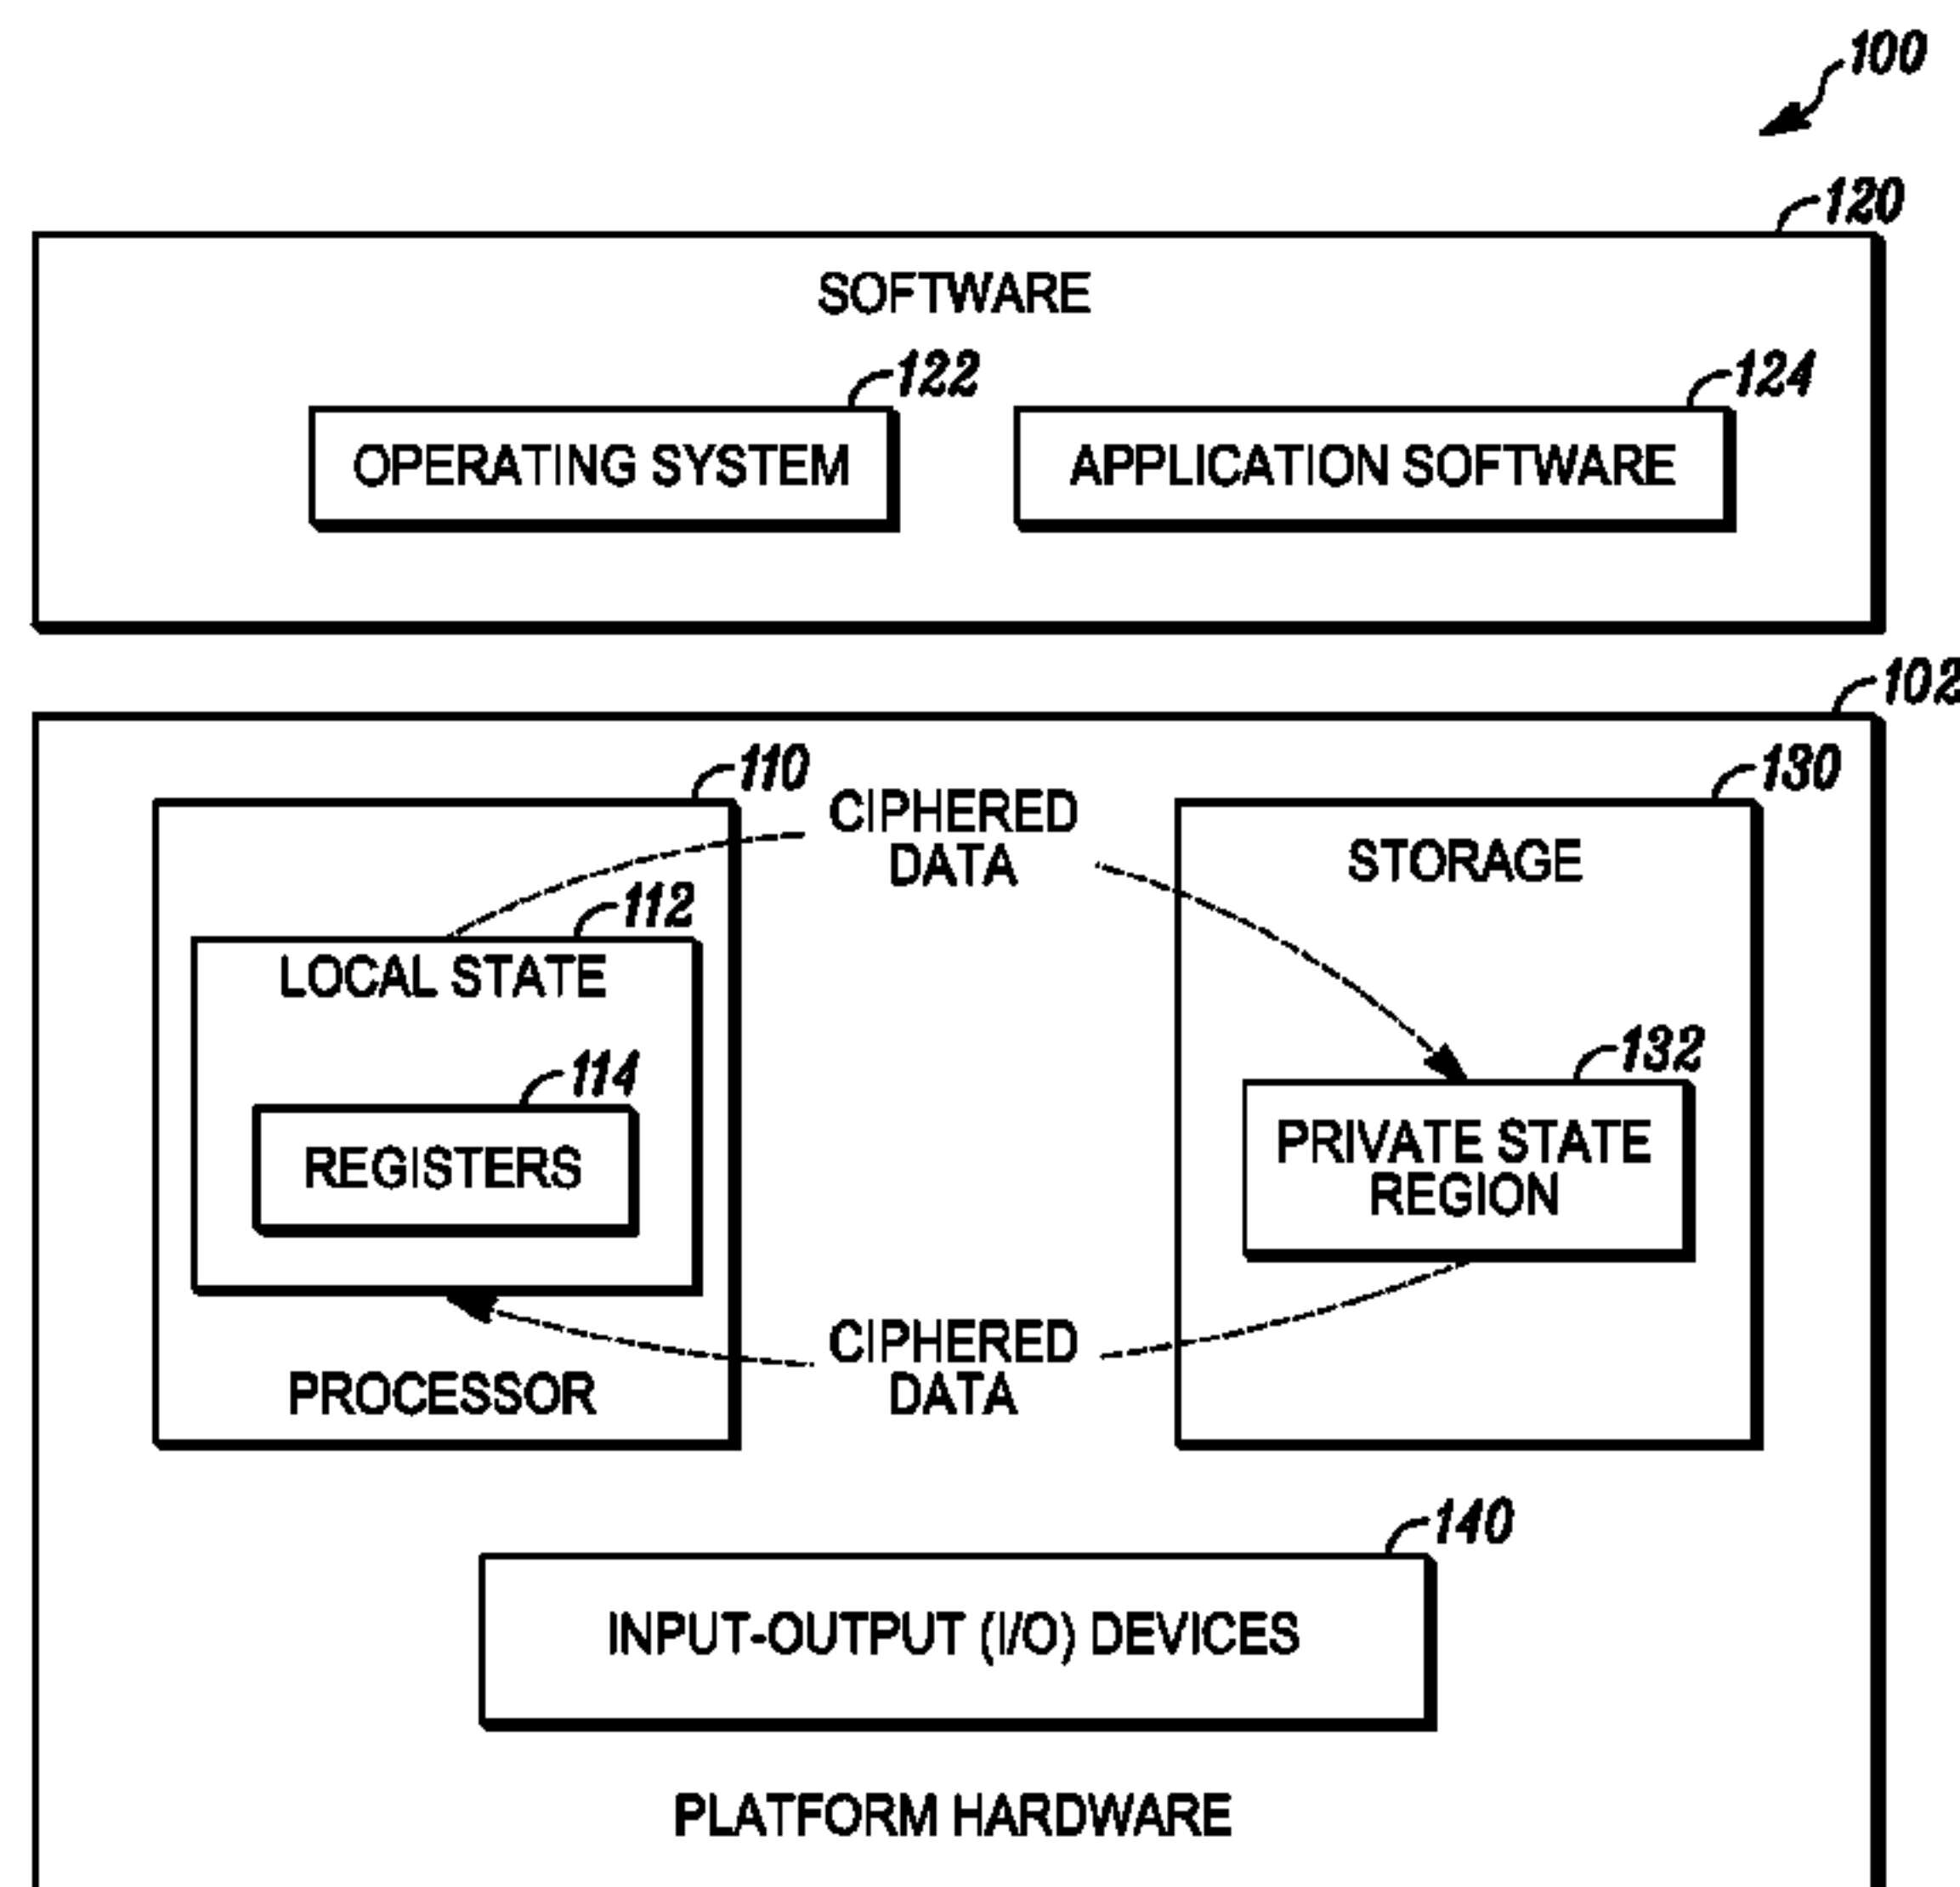 100
120
SOFTWARE
122
124
OPERATING SYSTEM
APPLICATION SOFTWARE
102
110
130
CIPHERED
DATA
STORAGE
112
LOCAL STATE
114
132
REGISTERS
PRIVATE STATE
REGION
CIPHERED
DATA
PROCESSOR
140
INPUT-OUTPUT (I/O) DEVICES
PLATFORM HARDWARE